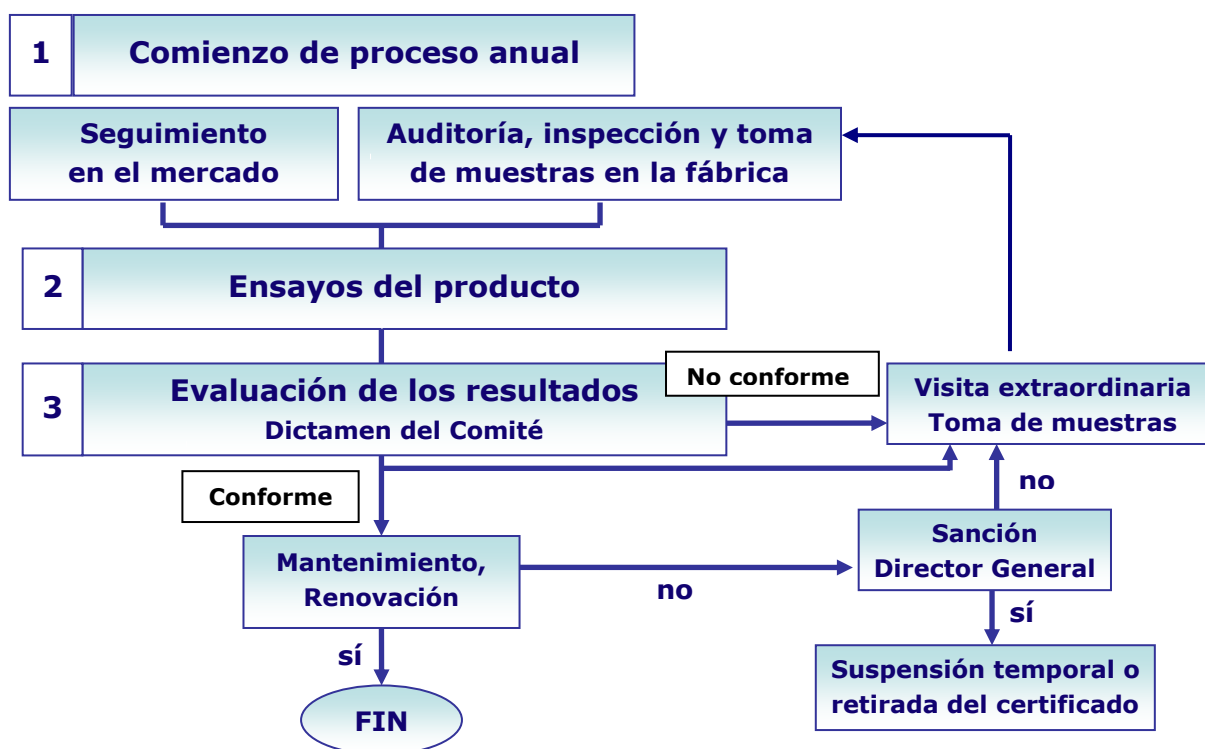 1
Comienzo de proceso anual
Seguimiento
en el mercado
Auditoría, inspección y toma
de muestras en la fábrica
2
Ensayos del producto
3
Evaluación de los resultados
Dictamen del Comité
No conforme
Visita extraordinaria
Toma de muestras
Conforme
no
Mantenimiento,
Renovación
no
Sanción
Director General
sí
sí
Suspensión temporal o
retirada del certificado
FIN